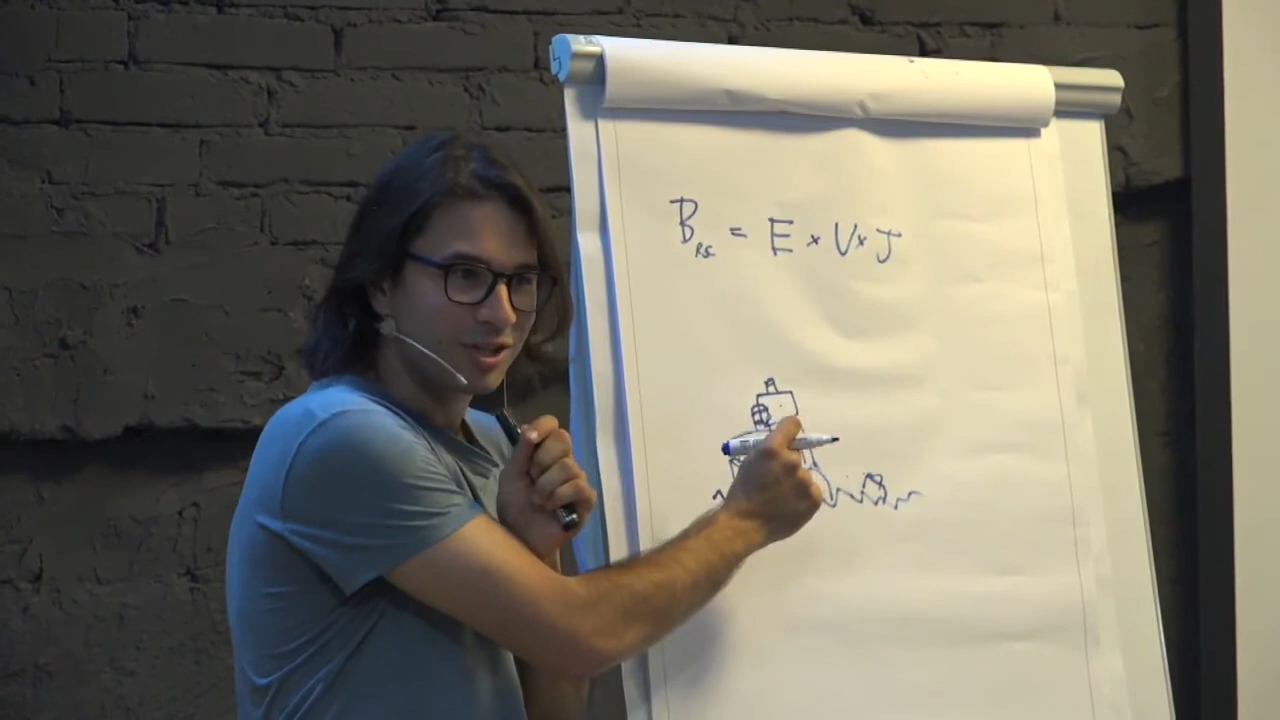 B_RS = E × V × J